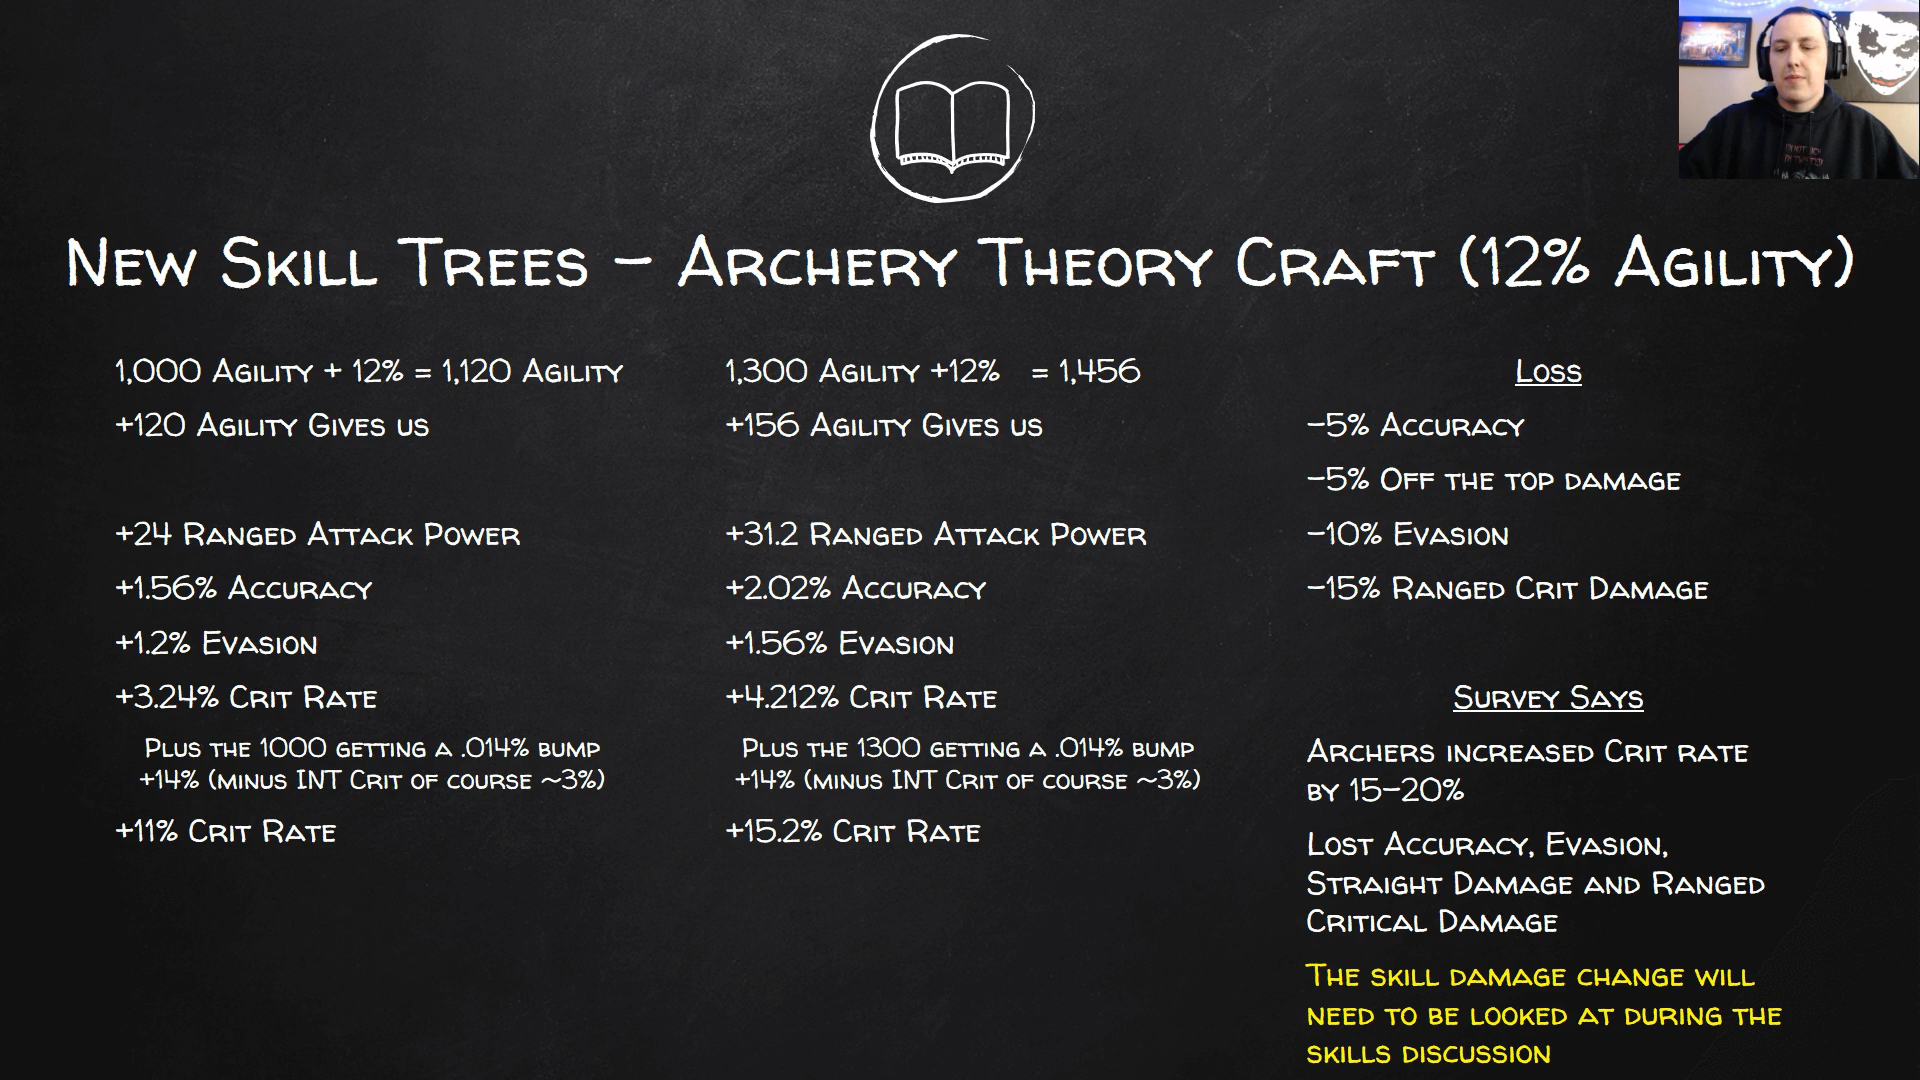 New Skill Trees – Archery Theory Craft (12% Agility)
1,000 Agility + 12% = 1,120 Agility
+120 Agility Gives us
+24 Ranged Attack Power
+1.56% Accuracy
+1.2% Evasion
+3.24% Crit Rate
Plus the 1000 getting a .014% bump
+14% (minus INT Crit of course ~3%)
+11% Crit Rate
1,300 Agility +12% = 1,456
+156 Agility Gives us
+31.2 Ranged Attack Power
+2.02% Accuracy
+1.56% Evasion
+4.212% Crit Rate
Plus the 1300 getting a .014% bump
+14% (minus INT Crit of course ~3%)
+15.2% Crit Rate
Loss
-5% Accuracy
-5% Off the top damage
-10% Evasion
-15% Ranged Crit Damage
Survey Says
Archers increased Crit rate
by 15-20%
Lost Accuracy, Evasion,
Straight Damage and Ranged
Critical Damage
The skill damage change will
need to be looked at during the
skills discussion